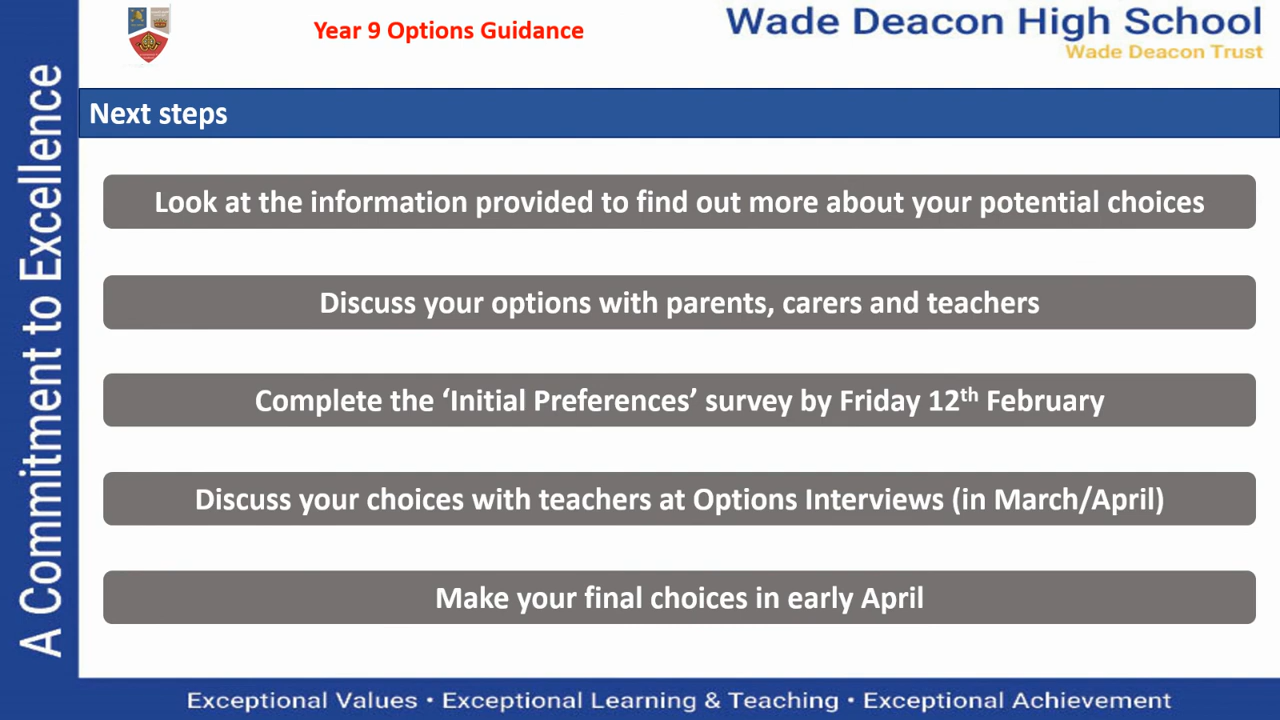 Year 9 Options Guidance
Wade Deacon High School
Wade Deacon Trust
A Commitment to Excellence
Next steps
Look at the information provided to find out more about your potential choices
Discuss your options with parents, carers and teachers
Complete the ‘Initial Preferences’ survey by Friday 12th February
Discuss your choices with teachers at Options Interviews (in March/April)
Make your final choices in early April
Exceptional Values • Exceptional Learning & Teaching • Exceptional Achievement